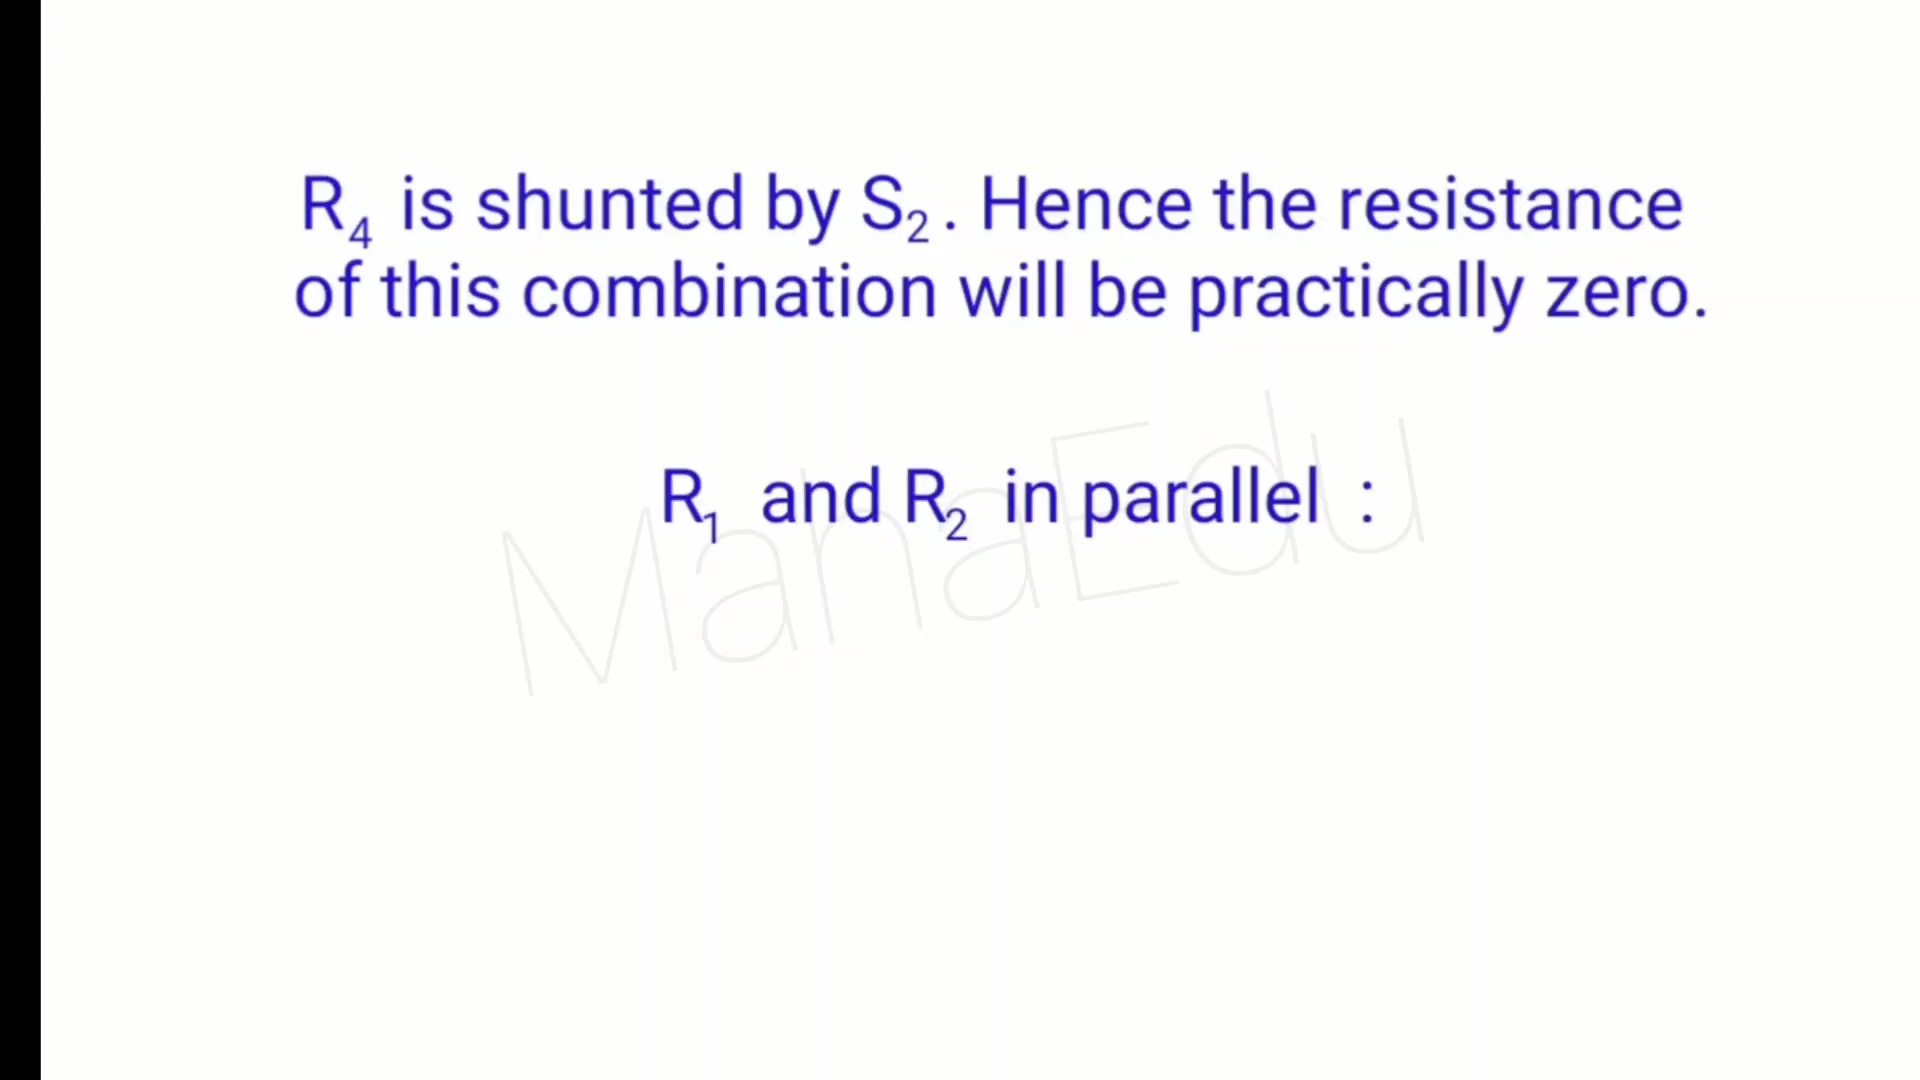 R₄ is shunted by S₂. Hence the resistance
of this combination will be practically zero.
R₁ and R₂ in parallel :
ManaEdu